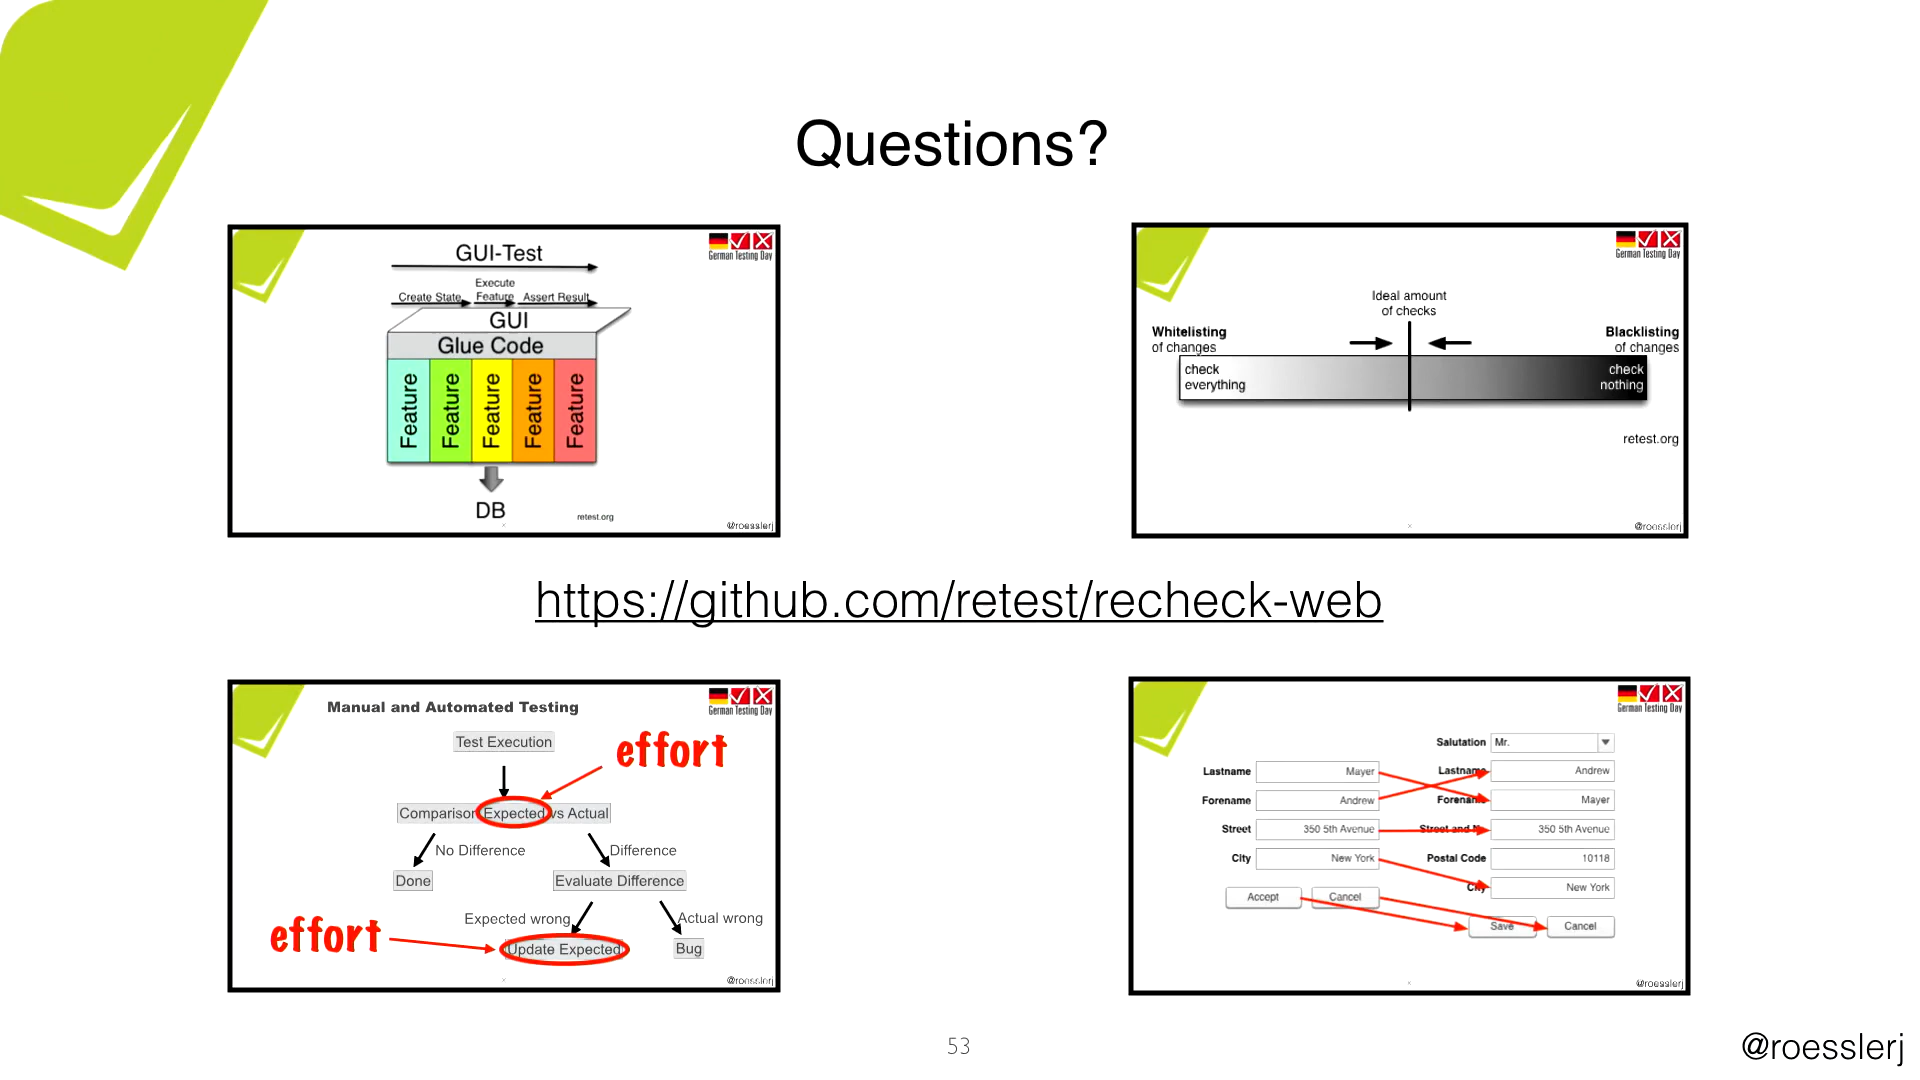 Questions?
GUI-Test
Execute
Create State Feature Assert Result
GUI
Glue Code
Feature Feature Feature Feature Feature
DB
retest.org
German Testing Day
@roesslerj
Ideal amount
of checks
Whitelisting
of changes
Blacklisting
of changes
check
everything
check
nothing
retest.org
German Testing Day
@roesslerj
https://github.com/retest/recheck-web
Manual and Automated Testing
German Testing Day
Test Execution
effort
Comparison Expected vs Actual
No Difference
Difference
Done
Evaluate Difference
Expected wrong
Actual wrong
effort
Update Expected
Bug
@roesslerj
German Testing Day
Lastname Mayer
Forename Andrew
Street 350 5th Avenue
City New York
Accept Cancel
Salutation Mr.
Lastname Andrew
Forename Mayer
Street and N 350 5th Avenue
Postal Code 10118
City New York
Save Cancel
@roesslerj
53
@roesslerj